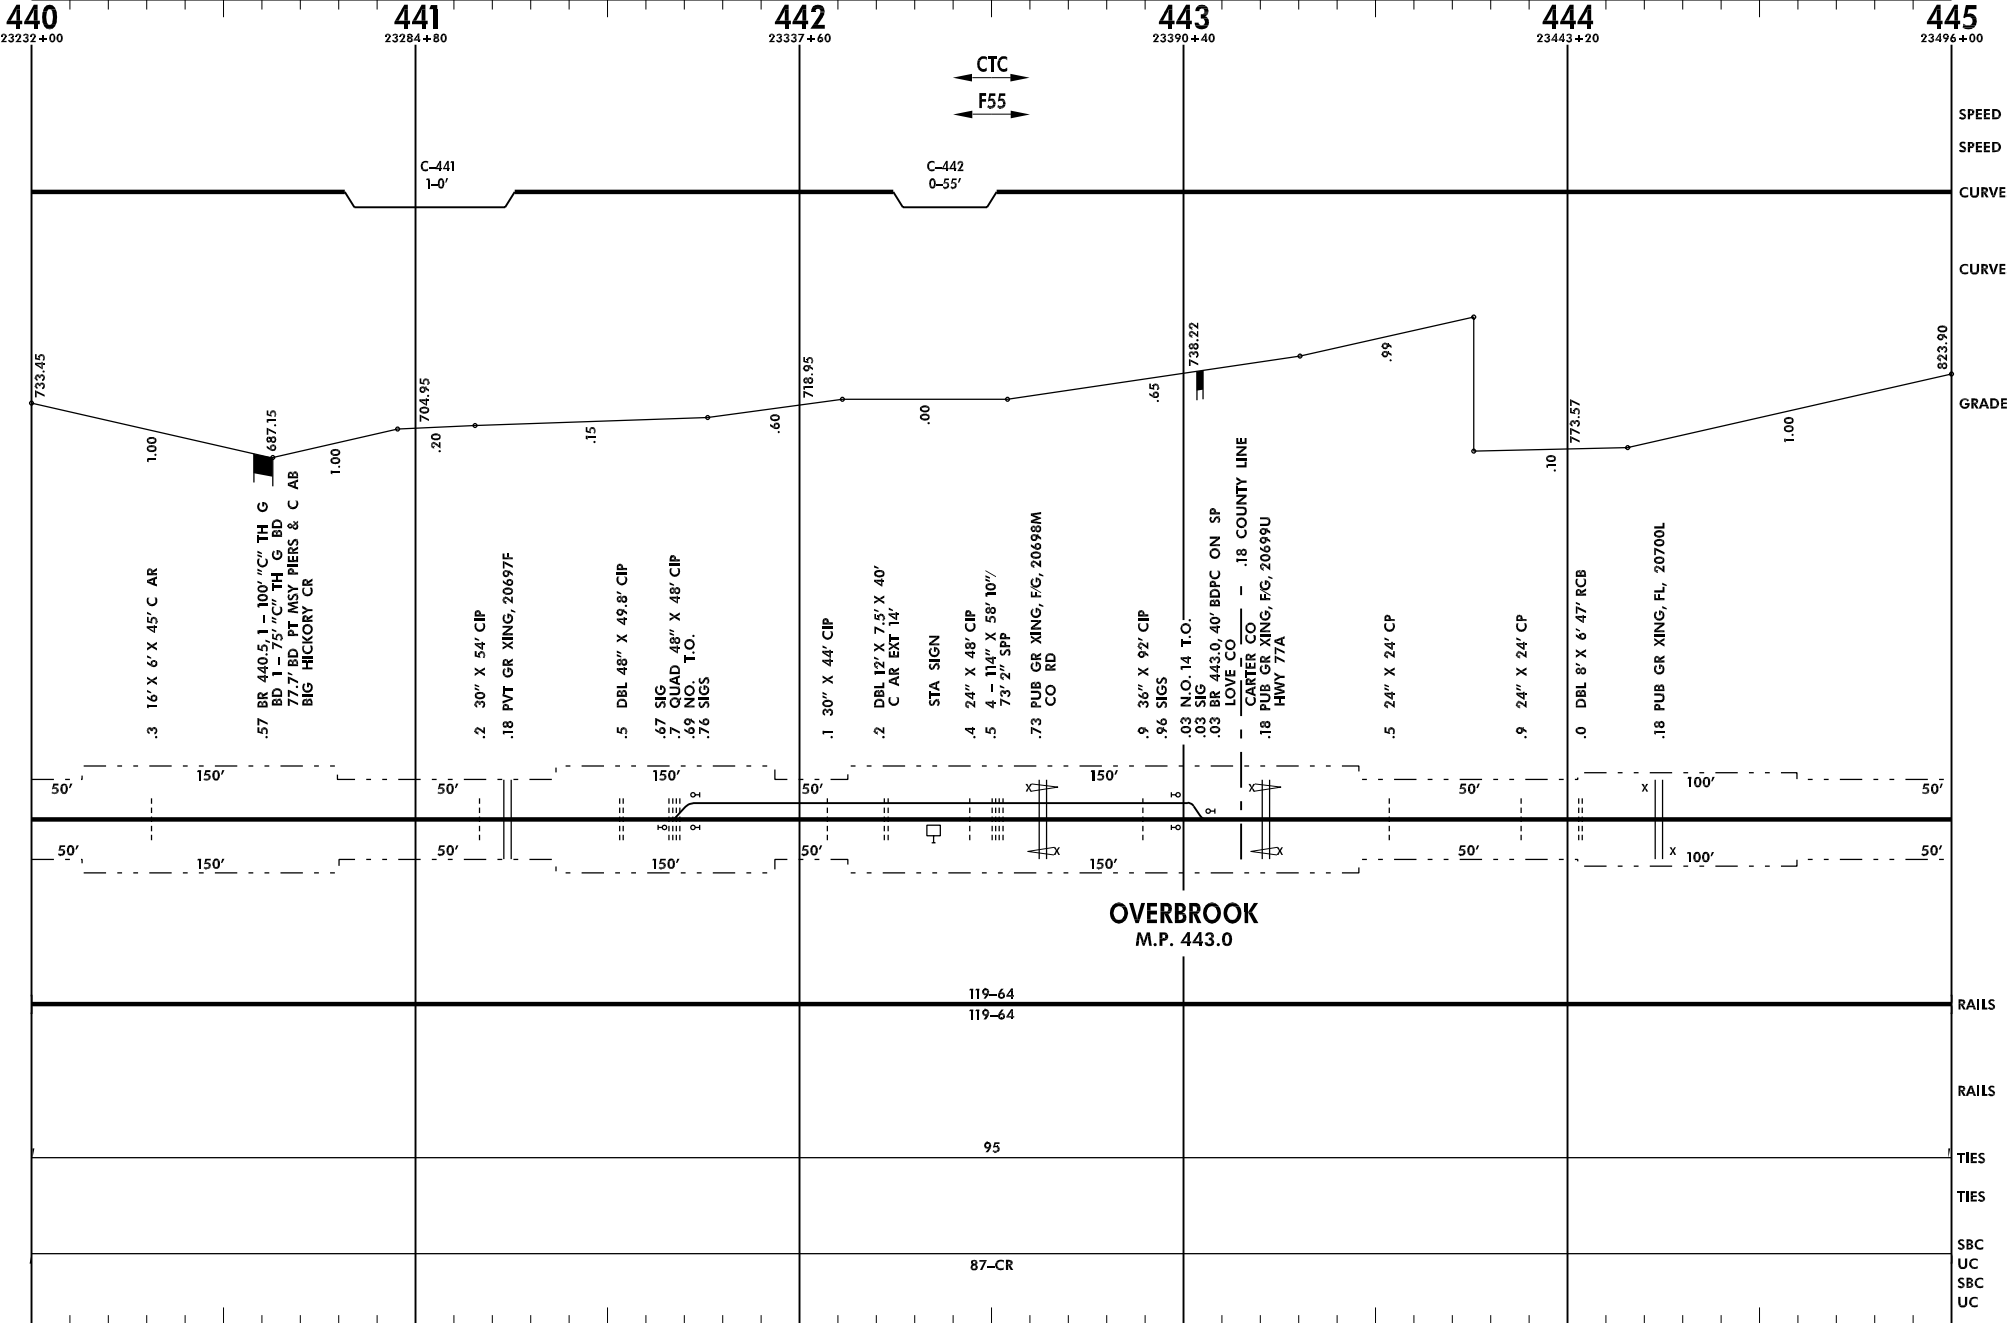 440 441 442 443 444 445
23232+00 23284+80 23337+60 23390+40 23443+20 23496+00
CTC
F55
SPEED
SPEED
C–441
1–0′
C–442
0–55′
CURVE
CURVE
733.45
1.00
687.15
1.00
704.95
.20
.15
.60
718.95
.00
.65
738.22
.99
773.57
.10
1.00
823.90
GRADE
.3 16′ X 6′ X 45′ C AR
.57 BR 440.5, 1 – 100′ "C" TH G
BD 1 – 75′ "C" TH G BD
77.7′ BD PT MSY PIERS & C AB
BIG HICKORY CR
.2 30″ X 54′ CIP
.18 PVT GR XING, 20697F
.5 DBL 48″ X 49.8′ CIP
.67 SIG
.7 QUAD 48″ X 48′ CIP
.69 NO. T.O.
.76 SIGS
.1 30″ X 44′ CIP
.2 DBL 12′ X 7.5′ X 40′
C AR EXT 14′
STA SIGN
.4 24″ X 48′ CIP
.5 4 – 114″ X 58′ 10″/
73′ 2″ SPP
.73 PUB GR XING, F/G, 20698M
CO RD
.9 36″ X 92′ CIP
.96 SIGS
.03 N.O. 14 T.O.
.03 SIG
.03 BR 443.0, 40′ BDPC ON SP
LOVE CO
.18 COUNTY LINE
CARTER CO
.18 PUB GR XING, F/G, 20699U
HWY 77A
.5 24″ X 24′ CP
.9 24″ X 24′ CP
.0 DBL 8′ X 6′ 47′ RCB
.18 PUB GR XING, FL, 20700L
50′ 150′ 50′ 150′ 50′ 150′ 50′ 100′ 50′
X X X
X X X
50′ 150′ 50′ 150′ 50′ 150′ 50′ 100′ 50′
OVERBROOK
M.P. 443.0
119–64
119–64
RAILS
RAILS
95
TIES
TIES
87–CR
SBC
UC
SBC
UC